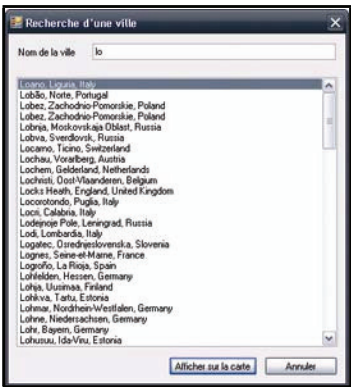 Recherche d'une ville
Nom de la ville lo
Loano, Liguria, Italy
Lobão, Norte, Portugal
Lobez, Zachodnio-Pomorskie, Poland
Lobez, Zachodnio-Pomorskie, Poland
Lobnja, Moskovskaja Oblast, Russia
Lobva, Sverdlovsk, Russia
Locarno, Ticino, Switzerland
Lochau, Vorarlberg, Austria
Lochem, Gelderland, Netherlands
Lochristi, Oost-Vlaanderen, Belgium
Locks Heath, England, United Kingdom
Locorotondo, Puglia, Italy
Locri, Calabria, Italy
Lodejnoje Pole, Leningrad, Russia
Lodi, Lombardia, Italy
Logatec, Osrednjeslovenska, Slovenia
Lognes, Seine-et-Marne, France
Logroño, La Rioja, Spain
Lohfelden, Hessen, Germany
Lohja, Uusimaa, Finland
Lohkva, Tartu, Estonia
Lohmar, Nordrhein-Westfalen, Germany
Lohne, Niedersachsen, Germany
Lohr, Bayern, Germany
Lohusuu, Ida-Viru, Estonia
Afficher sur la carte Annuler